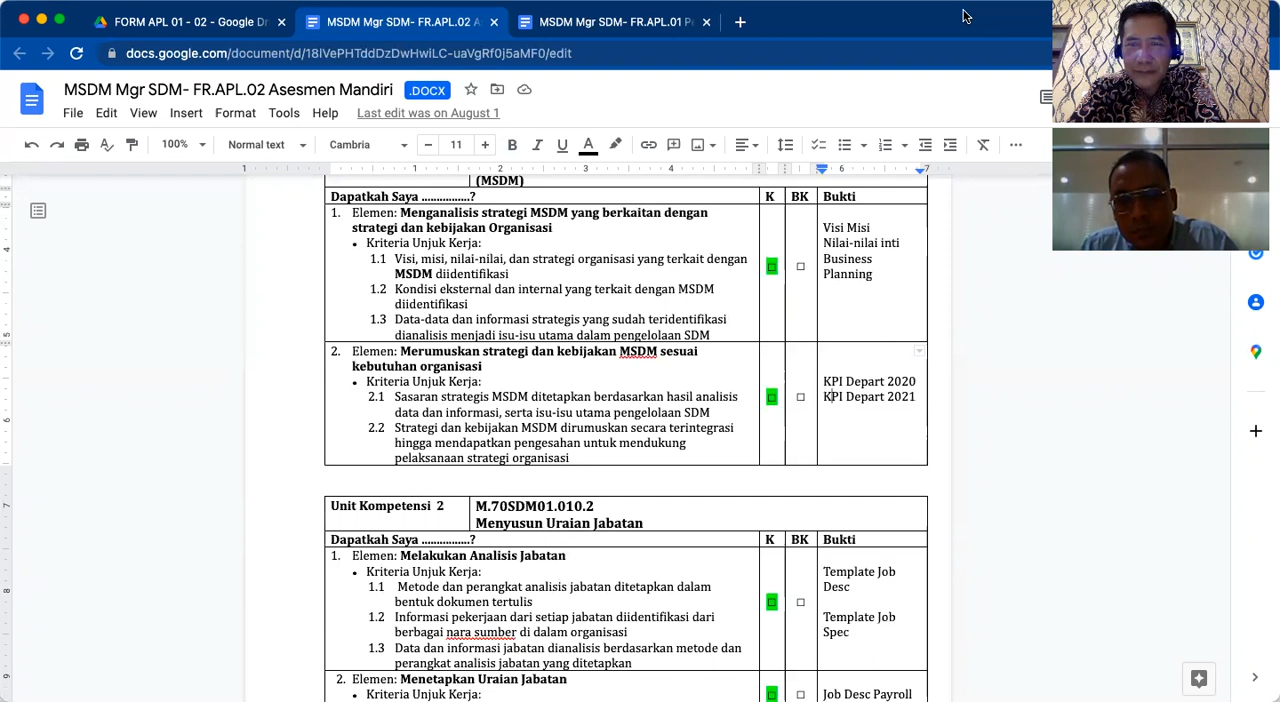 FORM APL 01 - 02 - Google Dr
MSDM Mgr SDM- FR.APL.02 A
MSDM Mgr SDM- FR.APL.01 P
docs.google.com/document/d/18lVePHTddDzDwHwiLC-uaVgRf0j5aMF0/edit
MSDM Mgr SDM- FR.APL.02 Asesmen Mandiri .DOCX
File Edit View Insert Format Tools Help Last edit was on August 1
100% Normal text Cambria 11 B I U A
1 1 2 3 4 5 6 7
(MSDM)
Dapatkah Saya ................? K BK Bukti
1. Elemen: Menganalisis strategi MSDM yang berkaitan dengan
strategi dan kebijakan Organisasi
• Kriteria Unjuk Kerja:
1.1 Visi, misi, nilai-nilai, dan strategi organisasi yang terkait dengan
MSDM diidentifikasi
1.2 Kondisi eksternal dan internal yang terkait dengan MSDM
diidentifikasi
1.3 Data-data dan informasi strategis yang sudah teridentifikasi
dianalisis menjadi isu-isu utama dalam pengelolaan SDM
Visi Misi
Nilai-nilai inti
Business
Planning
2. Elemen: Merumuskan strategi dan kebijakan MSDM sesuai
kebutuhan organisasi
• Kriteria Unjuk Kerja:
2.1 Sasaran strategis MSDM ditetapkan berdasarkan hasil analisis
data dan informasi, serta isu-isu utama pengelolaan SDM
2.2 Strategi dan kebijakan MSDM dirumuskan secara terintegrasi
hingga mendapatkan pengesahan untuk mendukung
pelaksanaan strategi organisasi
KPI Depart 2020
KPI Depart 2021
Unit Kompetensi 2
M.70SDM01.010.2
Menyusun Uraian Jabatan
Dapatkah Saya ................? K BK Bukti
1. Elemen: Melakukan Analisis Jabatan
• Kriteria Unjuk Kerja:
1.1 Metode dan perangkat analisis jabatan ditetapkan dalam
bentuk dokumen tertulis
1.2 Informasi pekerjaan dari setiap jabatan diidentifikasi dari
berbagai nara sumber di dalam organisasi
1.3 Data dan informasi jabatan dianalisis berdasarkan metode dan
perangkat analisis jabatan yang ditetapkan
Template Job
Desc
Template Job
Spec
2. Elemen: Menetapkan Uraian Jabatan
• Kriteria Unjuk Kerja:
Job Desc Payroll